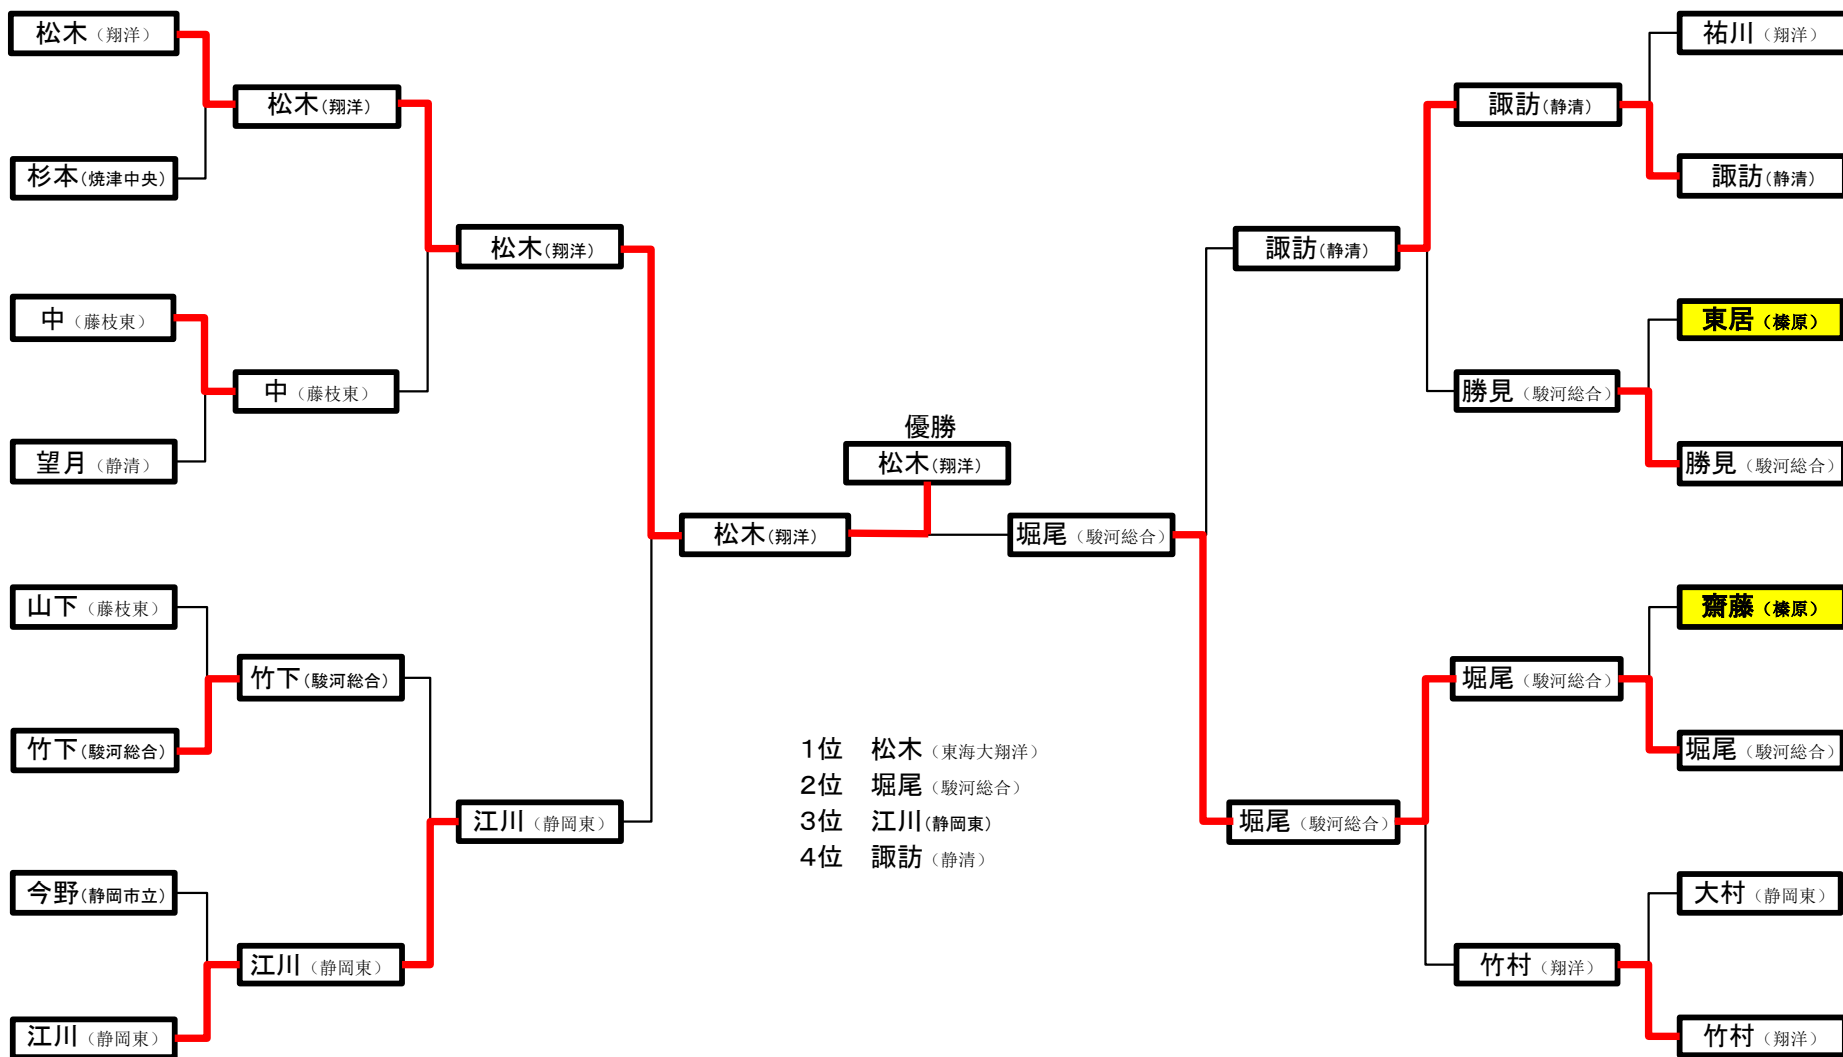 松木（翔洋）
松木(翔洋)
杉本(焼津中央)
松木(翔洋)
中（藤枝東）
中（藤枝東）
望月（静清）
松木(翔洋)
山下（藤枝東）
竹下(駿河総合)
竹下(駿河総合)
江川（静岡東）
今野(静岡市立)
江川（静岡東）
江川（静岡東）
優勝
松木(翔洋)
堀尾（駿河総合）
1位 松木（東海大翔洋）
2位 堀尾（駿河総合）
3位 江川(静岡東)
4位 諏訪（静清）
祐川（翔洋）
諏訪(静清)
諏訪(静清)
諏訪(静清)
東居（榛原）
勝見（駿河総合）
勝見（駿河総合）
齋藤（榛原）
堀尾（駿河総合）
堀尾（駿河総合）
堀尾（駿河総合）
大村（静岡東）
竹村（翔洋）
竹村（翔洋）